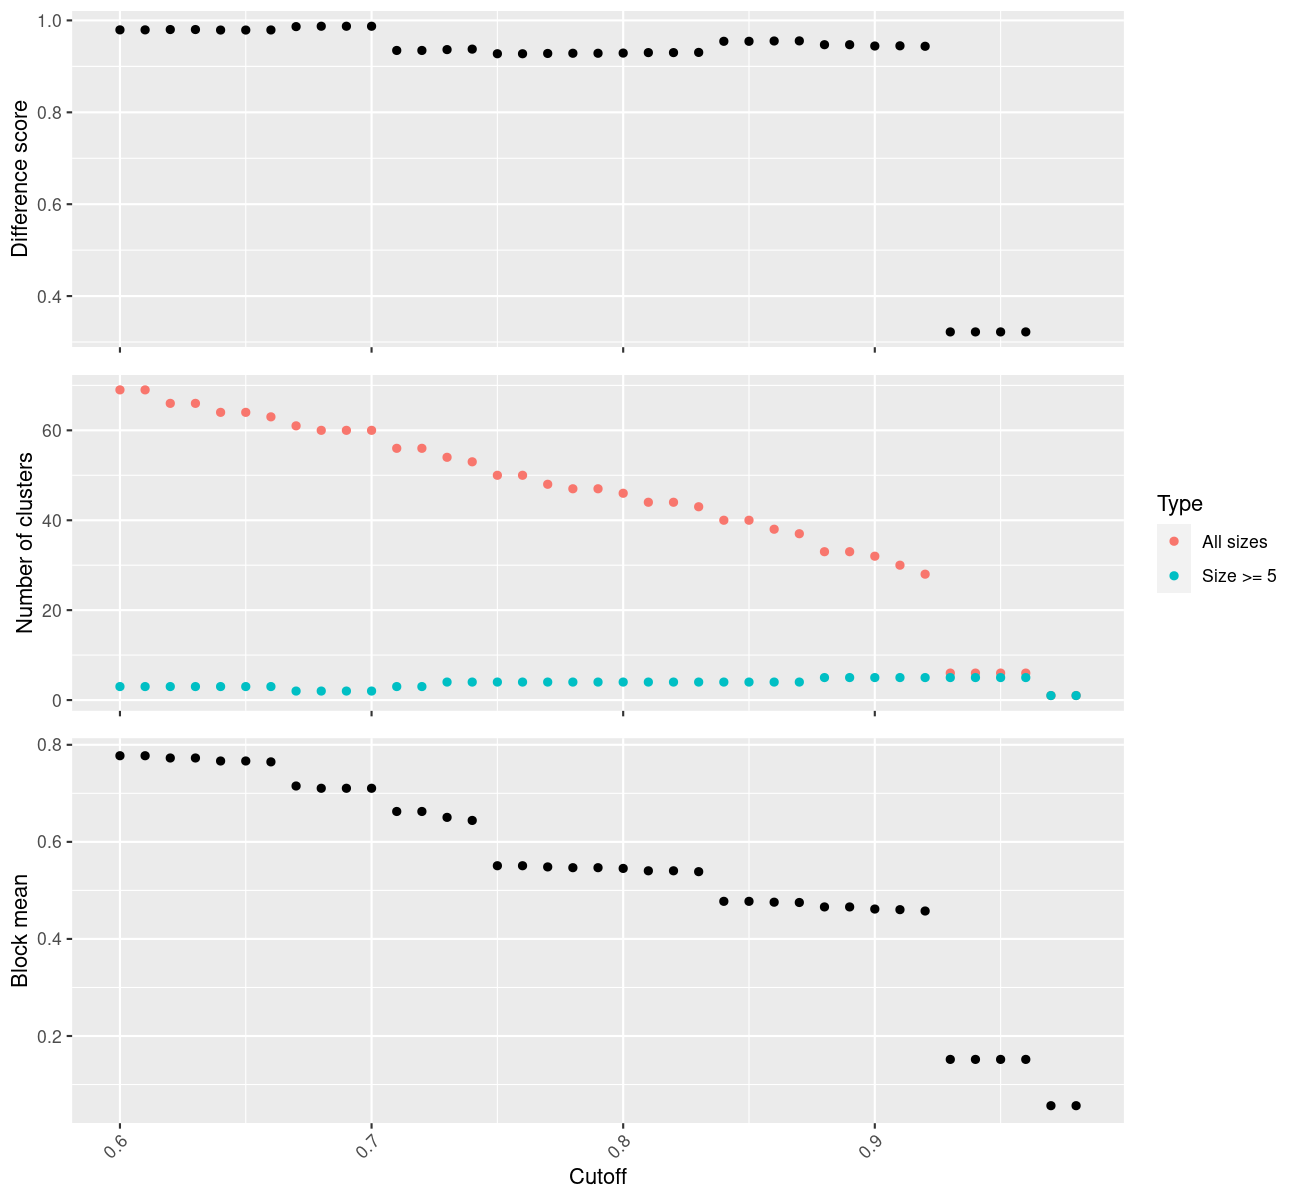 1.0
0.8
0.6
0.4
Difference score
60
40
20
0
Number of clusters
Type
All sizes
Size >= 5
0.8
0.6
0.4
0.2
Block mean
0.6
0.7
0.8
0.9
Cutoff